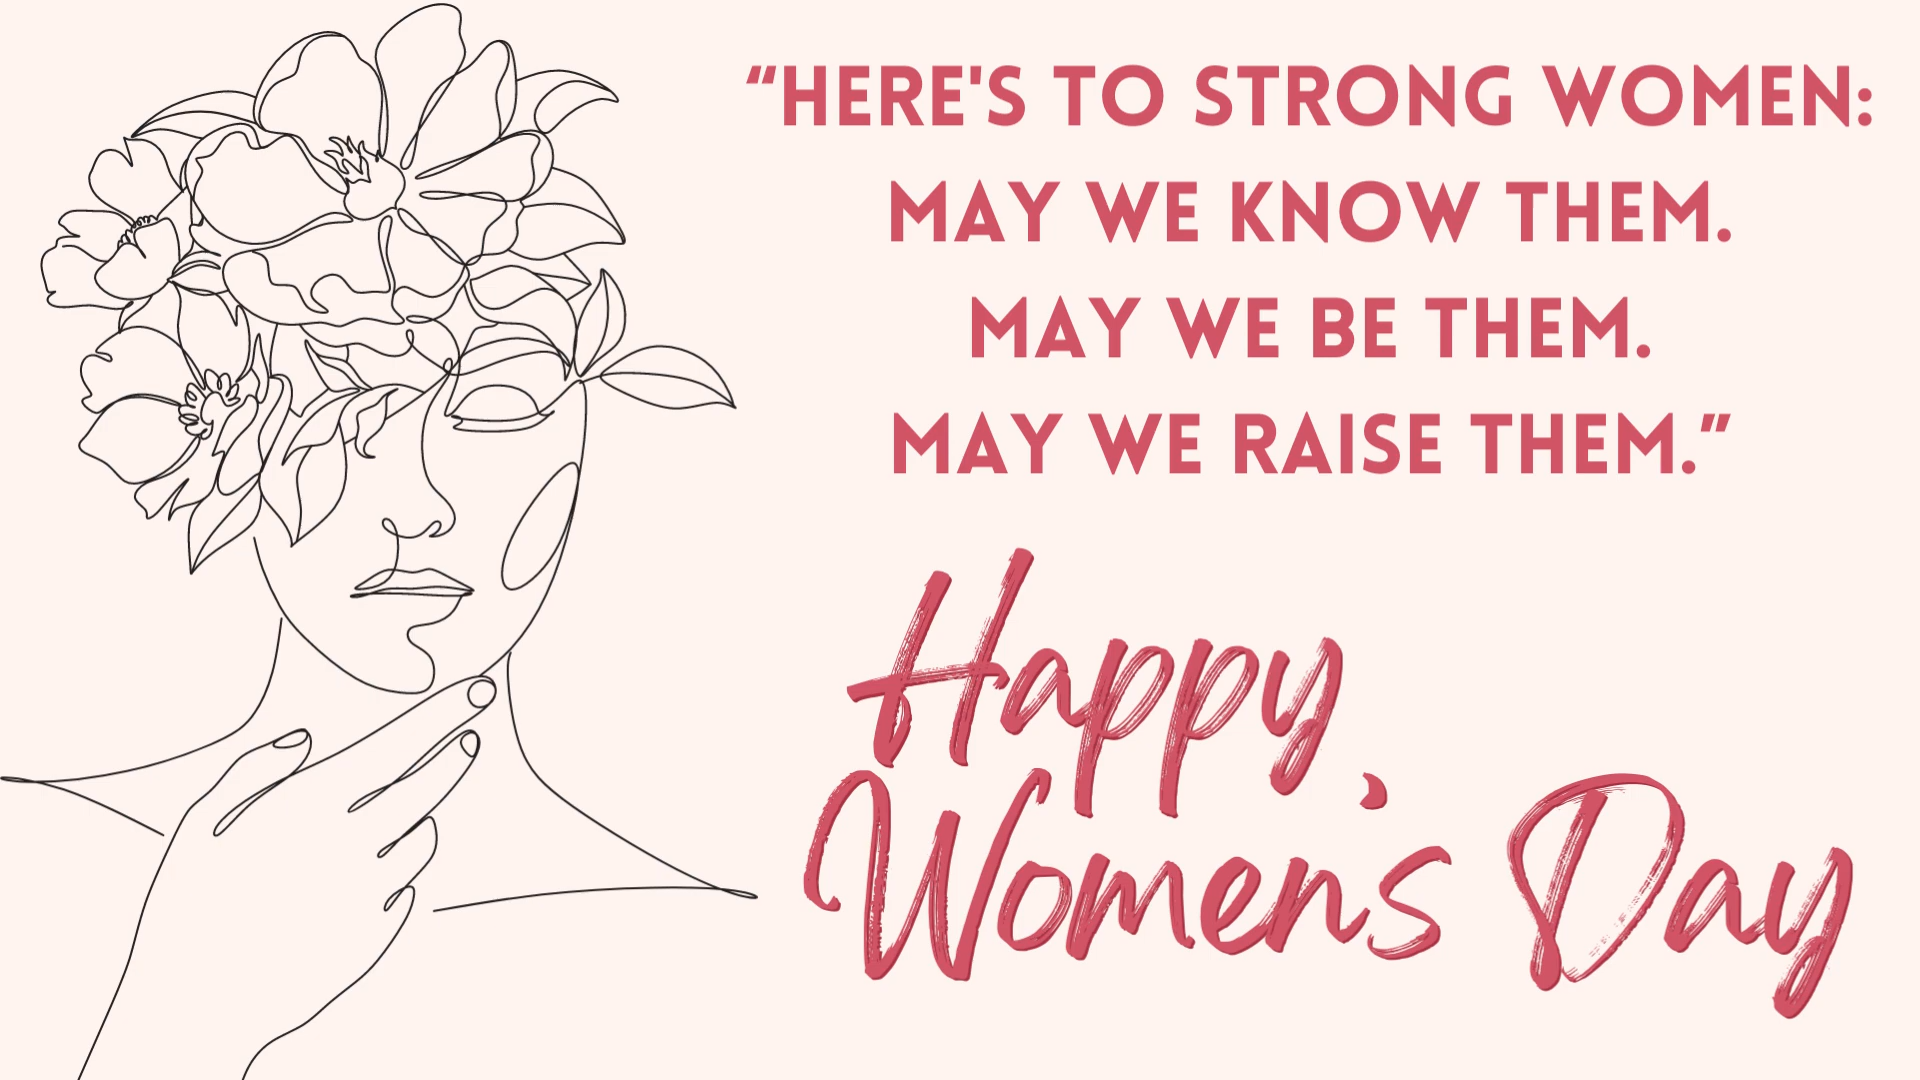 “HERE'S TO STRONG WOMEN:
MAY WE KNOW THEM.
MAY WE BE THEM.
MAY WE RAISE THEM.”
Happy
Women's Day